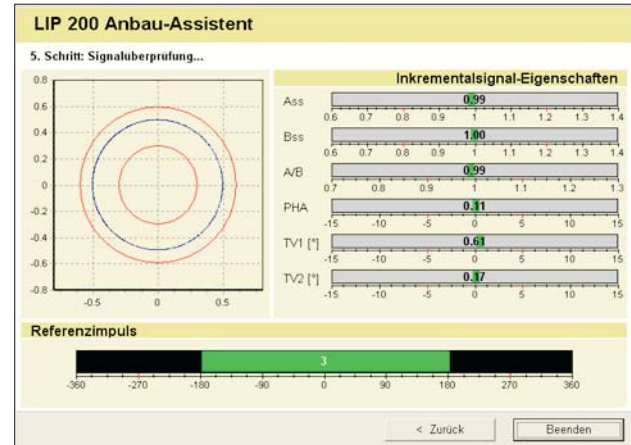 LIP 200 Anbau-Assistent
5. Schritt: Signalüberprüfung...
0.8
0.6
0.4
0.2
0
-0.2
-0.4
-0.6
-0.8
-0.5 0 0.5
Inkrementalsignal-Eigenschaften
Ass 0.99
0.6 0.7 0.8 0.9 1 1.1 1.2 1.3 1.4
Bss 1.00
0.6 0.7 0.8 0.9 1 1.1 1.2 1.3 1.4
A/B 0.99
0.7 0.8 0.9 1 1.1 1.2 1.3
PHA 0.11
-15 -10 -5 0 5 10 15
TV1 [°] 0.61
-15 -10 -5 0 5 10 15
TV2 [°] 0.17
-15 -10 -5 0 5 10 15
Referenzimpuls
3
-360 -270 -180 -90 0 90 180 270 360
< Zurück Beenden